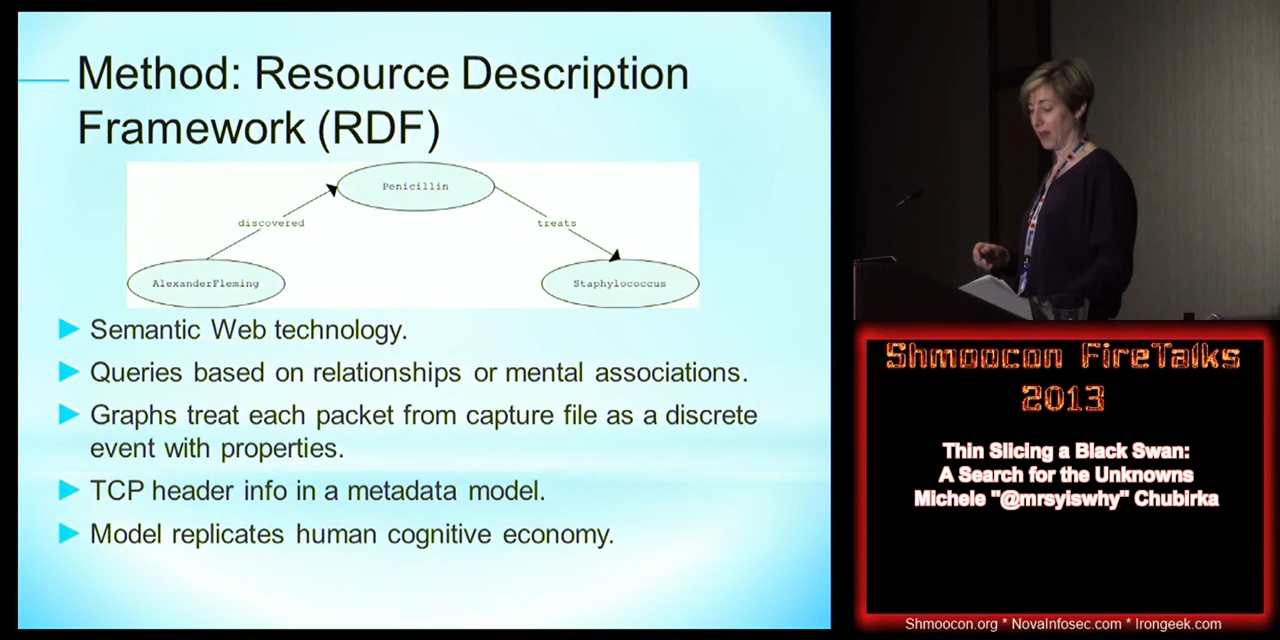 Method: Resource Description
Framework (RDF)
Penicillin
discovered
treats
AlexanderFleming
Staphylococcus
Semantic Web technology.
Queries based on relationships or mental associations.
Graphs treat each packet from capture file as a discrete
event with properties.
TCP header info in a metadata model.
Model replicates human cognitive economy.
Shmoocon FireTalks
2013
Thin Slicing a Black Swan:
A Search for the Unknowns
Michele "@mrsyiswhy" Chubirka
Shmoocon.org * NovaInfosec.com * Irongeek.com